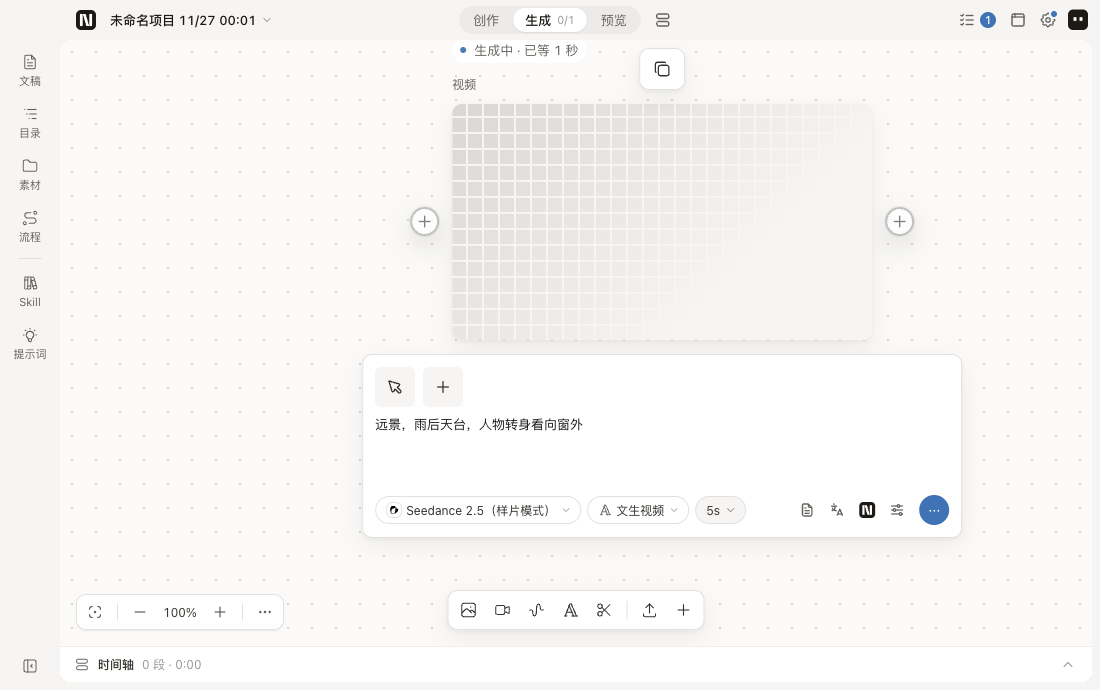 未命名项目 11/27 00:01
创作
生成 0/1
预览
1
文稿
目录
素材
流程
Skill
提示词
生成中 · 已等 1 秒
视频
远景，雨后天台，人物转身看向窗外
Seedance 2.5（样片模式）
文生视频
5s
100%
时间轴 0 段 · 0:00